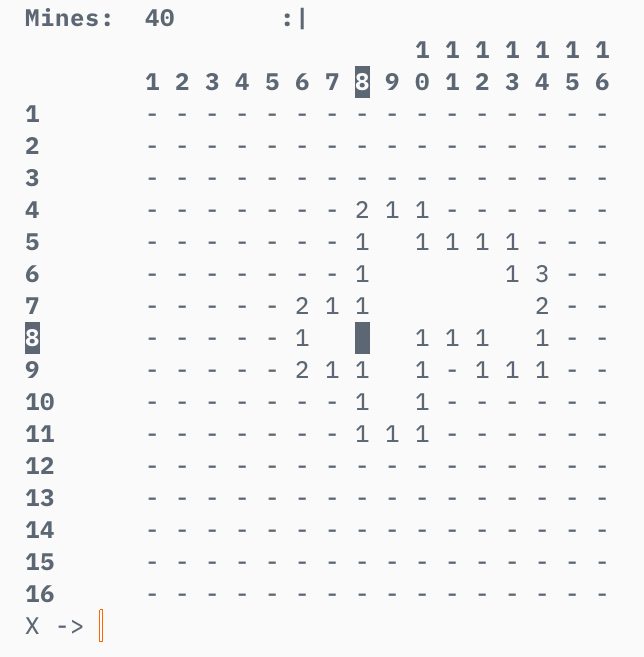 Mines:  40       :|
                          1 1 1 1 1 1 1
        1 2 3 4 5 6 7 8 9 0 1 2 3 4 5 6
1       - - - - - - - - - - - - - - - -
2       - - - - - - - - - - - - - - - -
3       - - - - - - - - - - - - - - - -
4       - - - - - - - 2 1 1 - - - - - -
5       - - - - - - - 1   1 1 1 1 - - -
6       - - - - - - - 1         1 3 - -
7       - - - - - 2 1 1           2 - -
8       - - - - - 1       1 1 1   1 - -
9       - - - - - 2 1 1   1 - 1 1 1 - -
10      - - - - - - - 1   1 - - - - - -
11      - - - - - - - 1 1 1 - - - - - -
12      - - - - - - - - - - - - - - - -
13      - - - - - - - - - - - - - - - -
14      - - - - - - - - - - - - - - - -
15      - - - - - - - - - - - - - - - -
16      - - - - - - - - - - - - - - - -
X ->